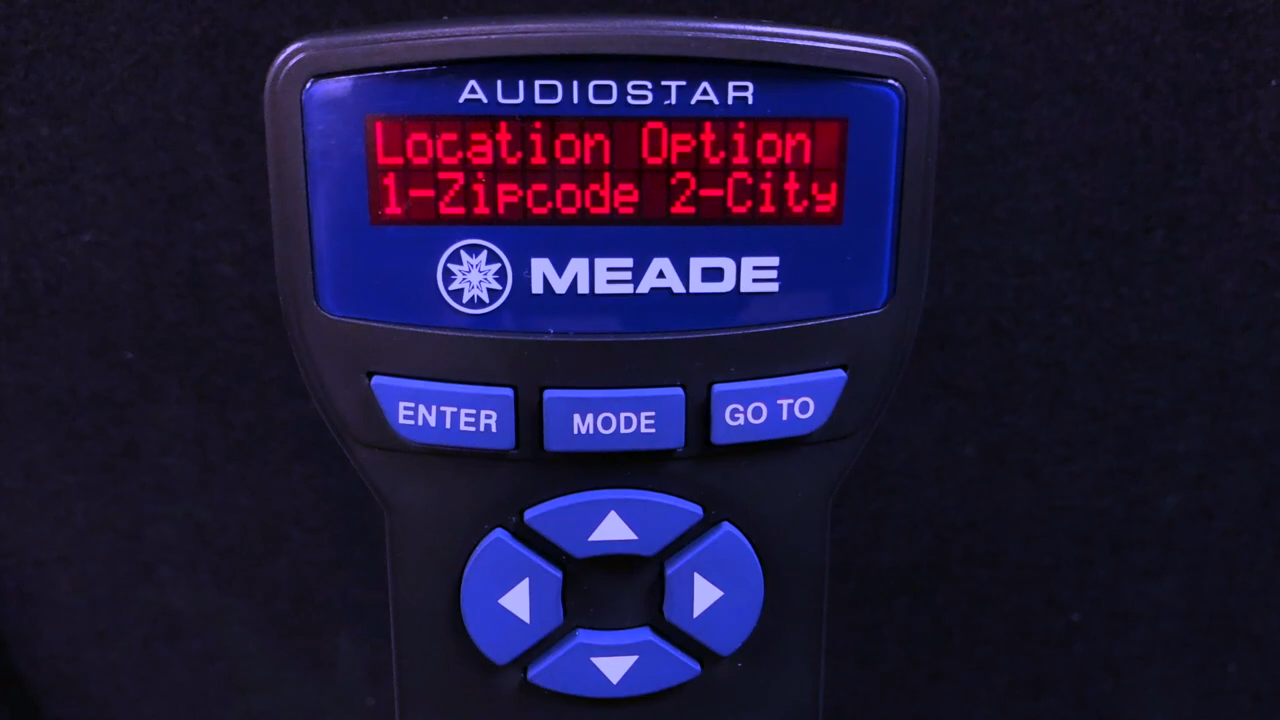 AUDIOSTAR
Location Option
1-Zipcode 2-City
MEADE
ENTER MODE GO TO